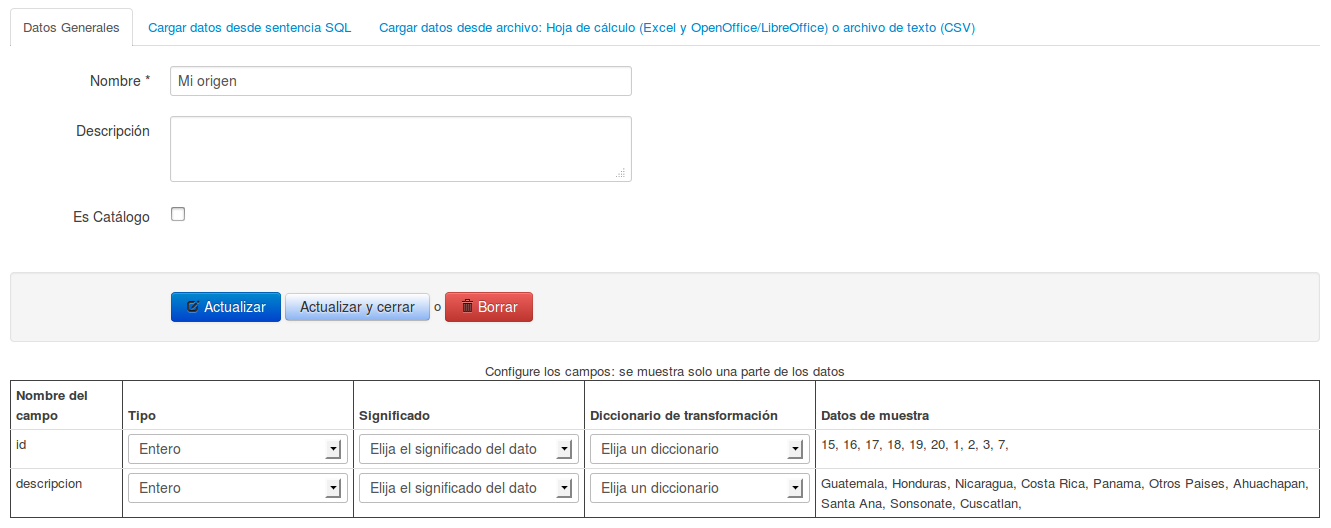 Datos Generales Cargar datos desde sentencia SQL Cargar datos desde archivo: Hoja de cálculo (Excel y OpenOffice/LibreOffice) o archivo de texto (CSV)
Nombre * Mi origen
Descripción
Es Catálogo
Actualizar Actualizar y cerrar o Borrar
Configure los campos: se muestra solo una parte de los datos
Nombre del
campo Tipo Significado Diccionario de transformación Datos de muestra
id Entero Elija el significado del dato Elija un diccionario 15, 16, 17, 18, 19, 20, 1, 2, 3, 7,
descripcion Entero Elija el significado del dato Elija un diccionario Guatemala, Honduras, Nicaragua, Costa Rica, Panama, Otros Paises, Ahuachapan,
Santa Ana, Sonsonate, Cuscatlan,